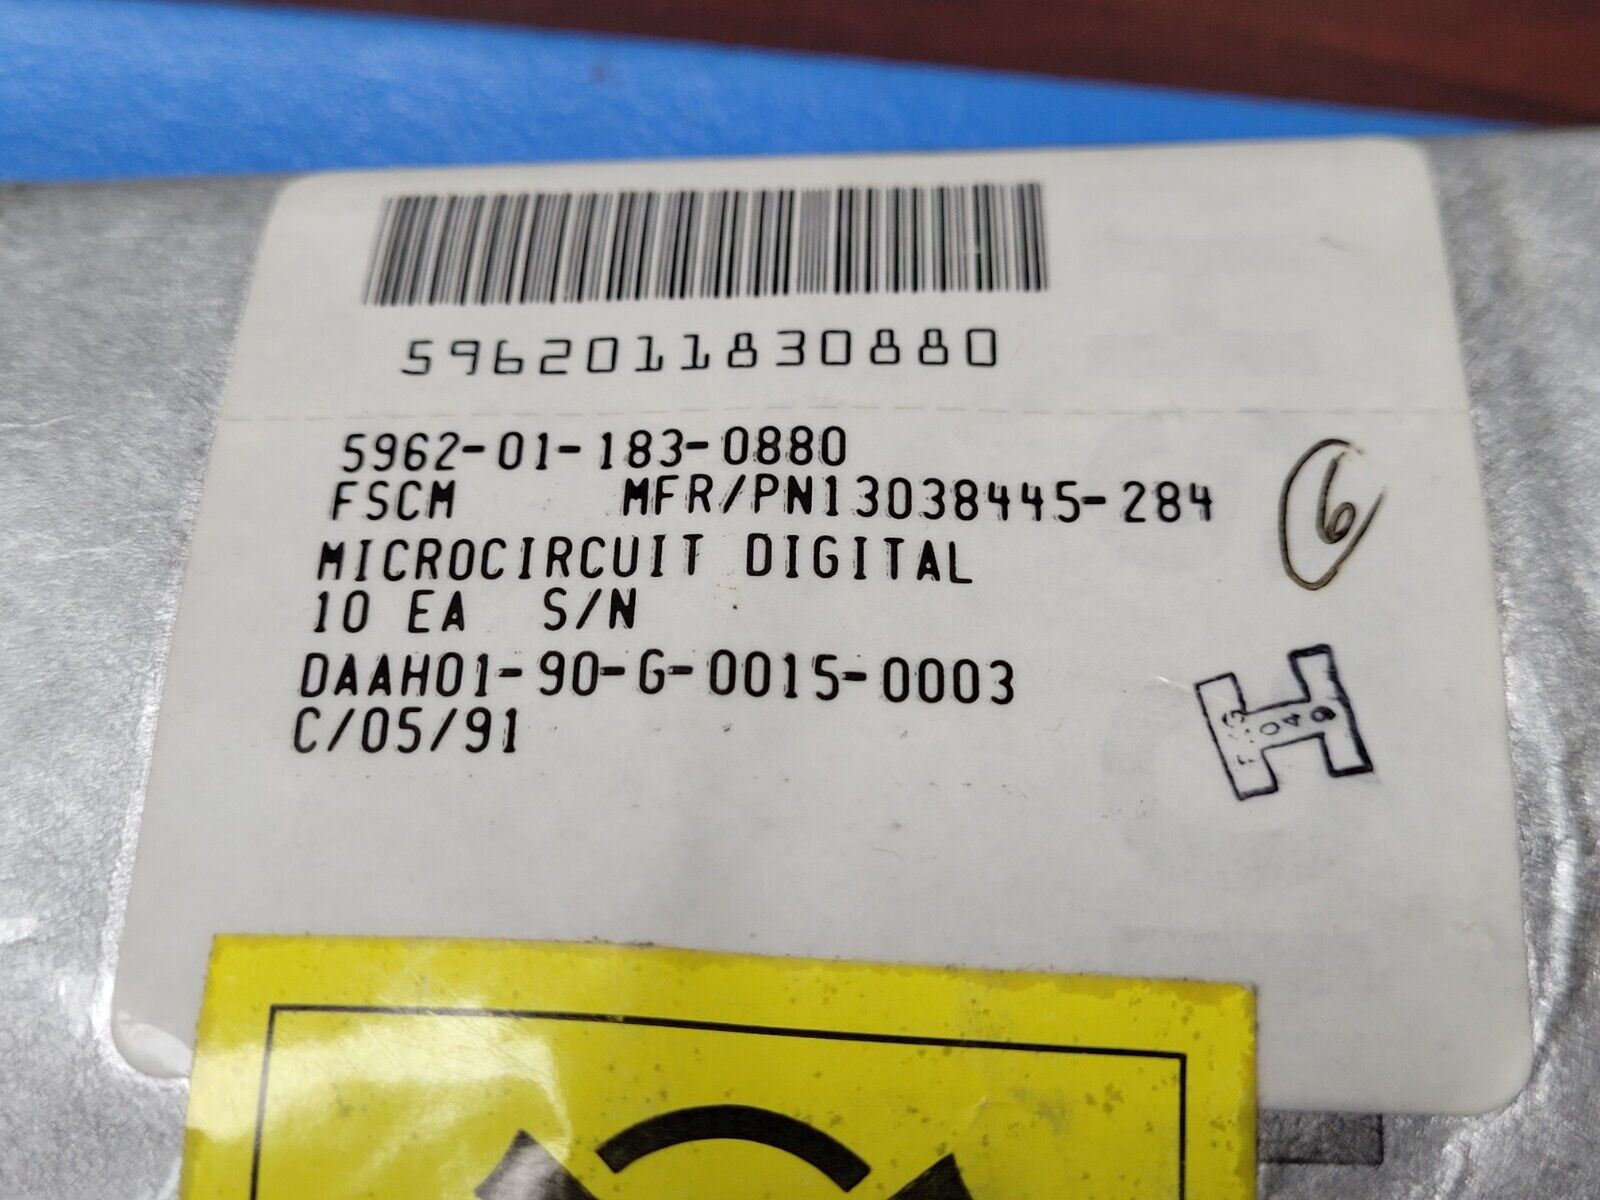 5962011830880
5962-01-183-0880
FSCM MFR/PN13038445-284
MICROCIRCUIT DIGITAL
10 EA S/N
DAAH01-90-G-0015-0003
C/05/91
6